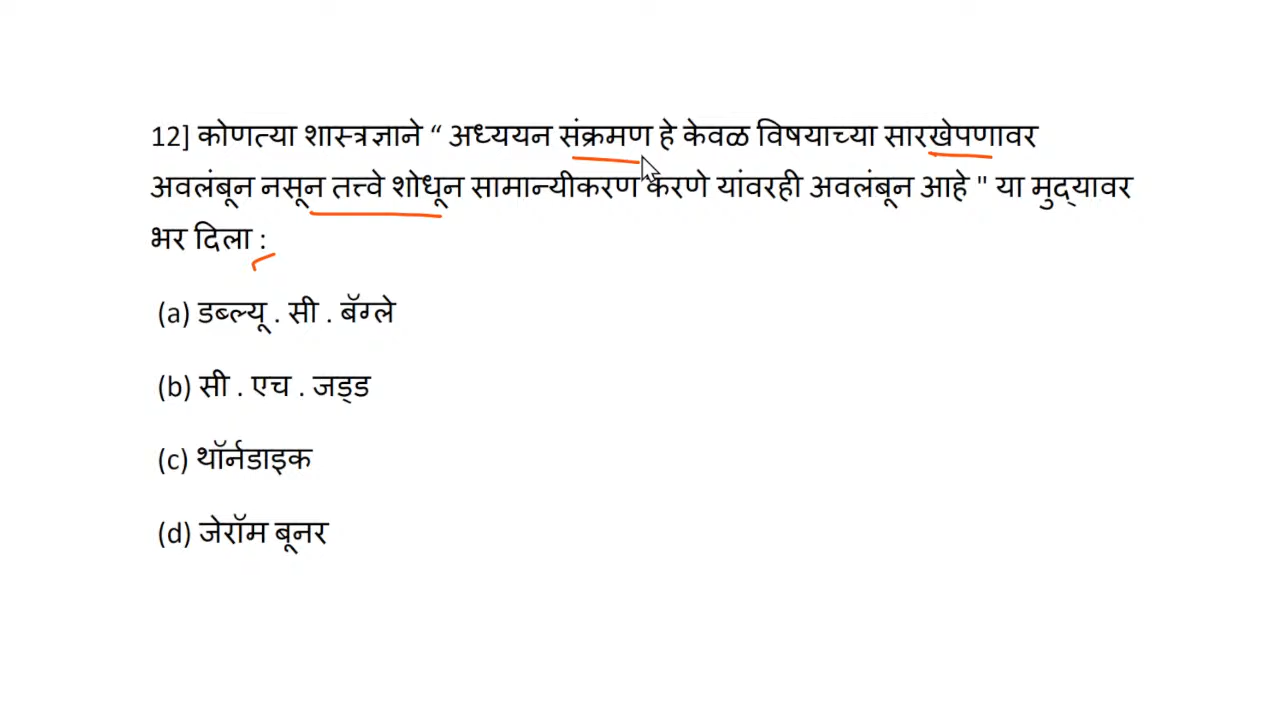 12] कोणत्या शास्त्रज्ञाने “ अध्ययन संक्रमण हे केवळ विषयाच्या सारखेपणावर
अवलंबून नसून तत्त्वे शोधून सामान्यीकरण करणे यांवरही अवलंबून आहे " या मुद्‌यावर
भर दिला :
(a) डब्ल्यू . सी . बॅग्ले
(b) सी . एच . जड्ड
(c) थॉर्नडाइक
(d) जेरॉम बूनर